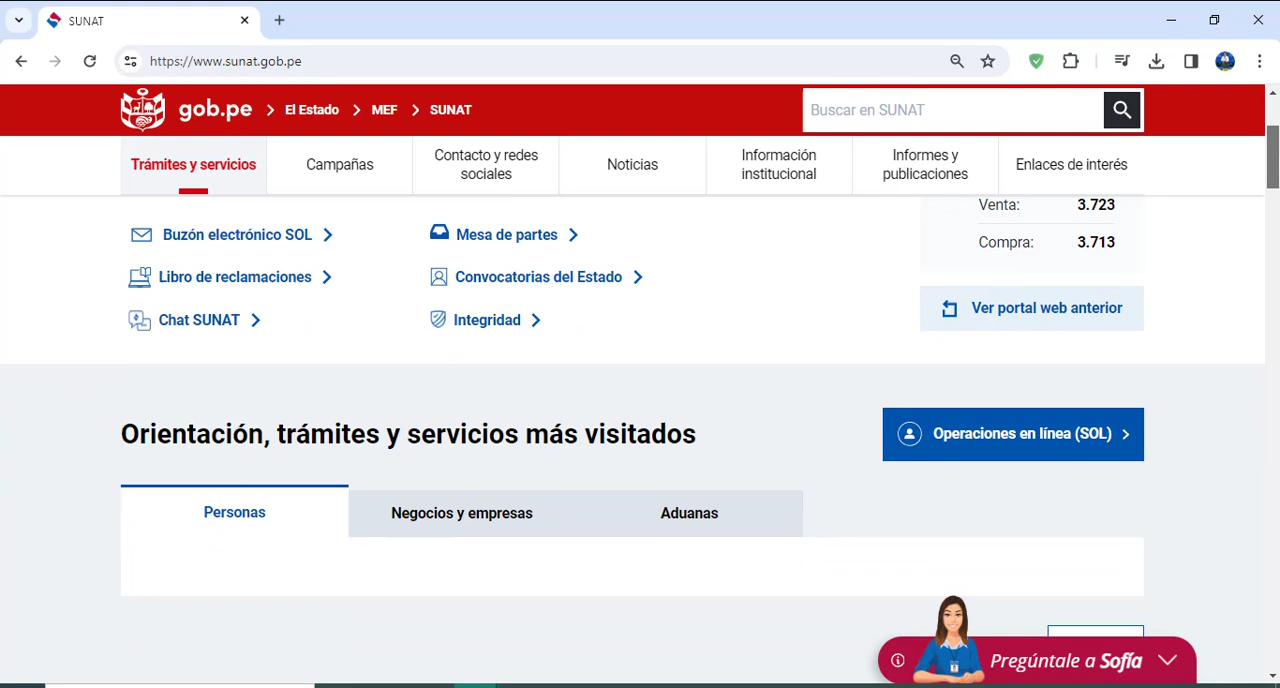 SUNAT
https://www.sunat.gob.pe
gob.pe > El Estado > MEF > SUNAT
Buscar en SUNAT
Trámites y servicios
Campañas
Contacto y redes
sociales
Noticias
Información
institucional
Informes y
publicaciones
Enlaces de interés
Venta: 3.723
Compra: 3.713
Buzón electrónico SOL
Mesa de partes
Libro de reclamaciones
Convocatorias del Estado
Chat SUNAT
Integridad
Ver portal web anterior
Orientación, trámites y servicios más visitados
Operaciones en línea (SOL)
Personas
Negocios y empresas
Aduanas
Pregúntale a Sofía